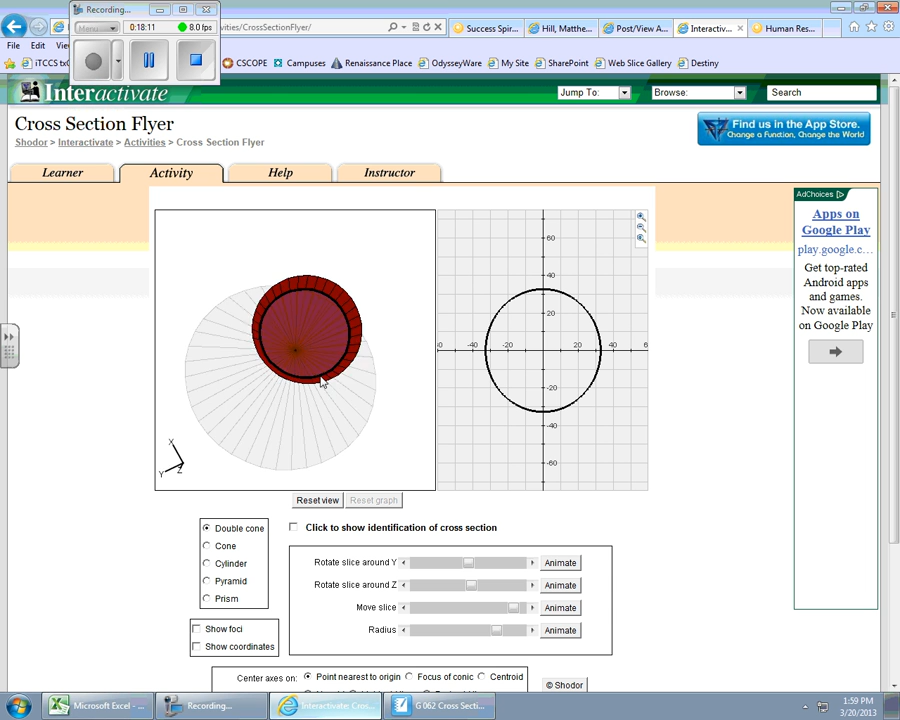 Recording...
Menu
0:18:11
8.0 fps
ivities/CrossSectionFlyer/
Success Spir...
Hill, Matthe...
Post/View A...
Interactiv...
Human Res...
File Edit
iTCCS
CSCOPE
Campuses
Renaissance Place
OdysseyWare
My Site
SharePoint
Web Slice Gallery
Destiny
Interactivate
Jump To:
Browse:
Search
Cross Section Flyer
Shodor > Interactivate > Activities > Cross Section Flyer
Find us in the App Store.
Change a Function, Change the World
Learner
Activity
Help
Instructor
AdChoices
Apps on
Google Play
play.google.c...
Get top-rated
Android apps
and games.
Now available
on Google Play
60
40
20
-40
-20
20
40
-20
-40
-60
X
Y
Z
Reset view
Reset graph
Double cone
Cone
Cylinder
Pyramid
Prism
Click to show identification of cross section
Rotate slice around Y
Animate
Rotate slice around Z
Animate
Move slice
Animate
Radius
Animate
Show foci
Show coordinates
Center axes on:
Point nearest to origin
Focus of conic
Centroid
© Shodor
Microsoft Excel - ...
Recording...
Interactivate: Cros...
G 062 Cross Secti...
1:59 PM
3/20/2013